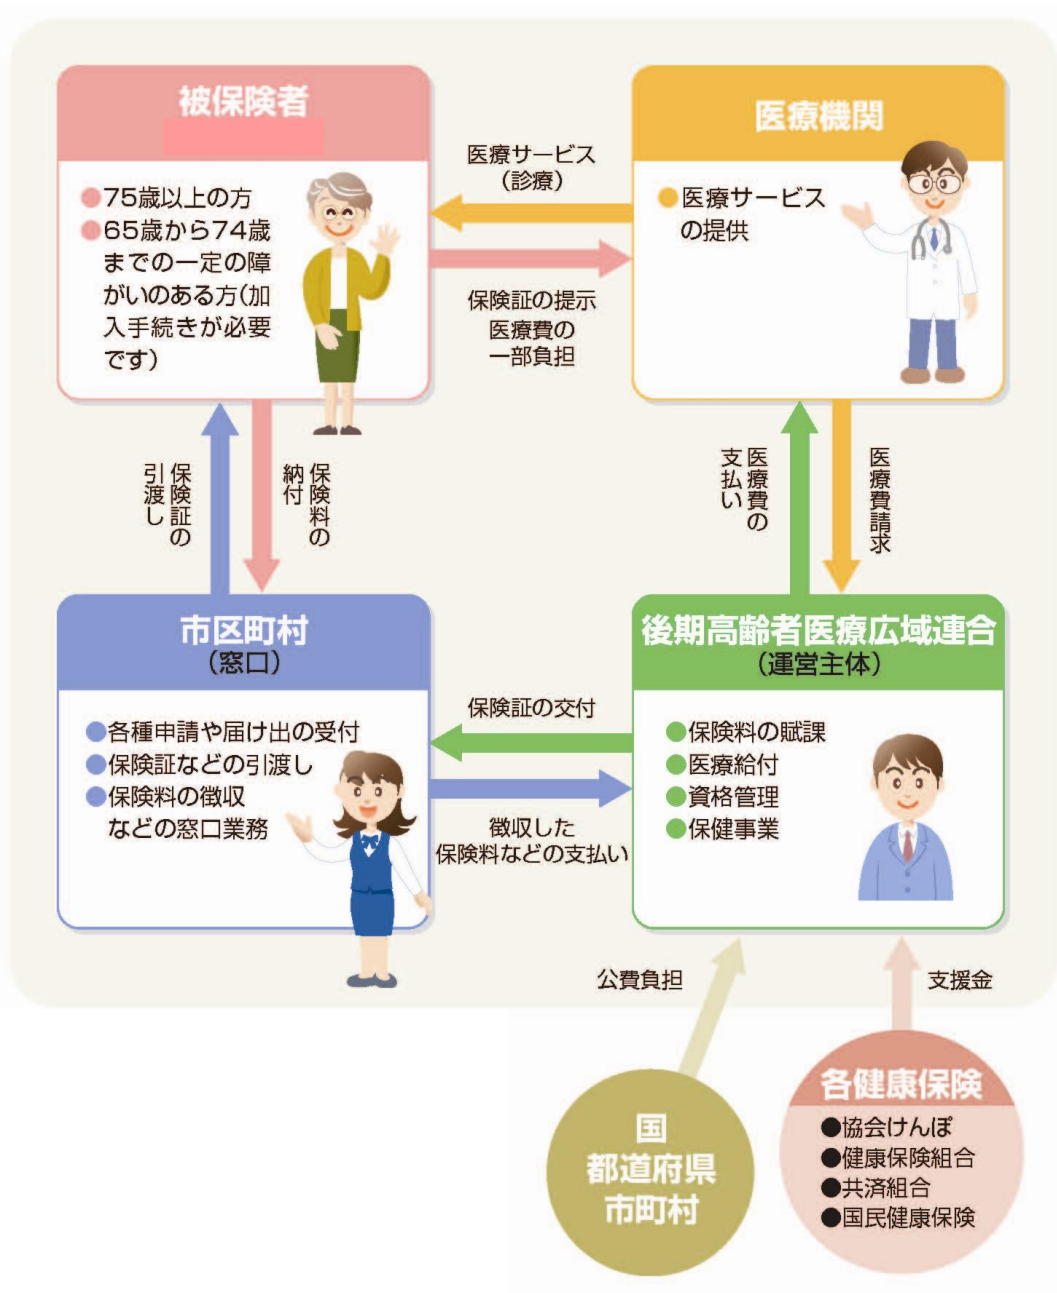 被保険者
●75歳以上の方
●65歳から74歳
までの一定の障
がいのある方(加
入手続きが必要
です)
医療サービス
(診療)
保険証の提示
医療費の
一部負担
医療機関
●医療サービス
の提供
保険証の
引渡し
保険料の
納付
医療費の
支払い
医療費請求
市区町村
(窓口)
●各種申請や届け出の受付
●保険証などの引渡し
●保険料の徴収
などの窓口業務
保険証の交付
徴収した
保険料などの支払い
後期高齢者医療広域連合
(運営主体)
●保険料の賦課
●医療給付
●資格管理
●保健事業
公費負担
支援金
国
都道府県
市町村
各健康保険
●協会けんぽ
●健康保険組合
●共済組合
●国民健康保険